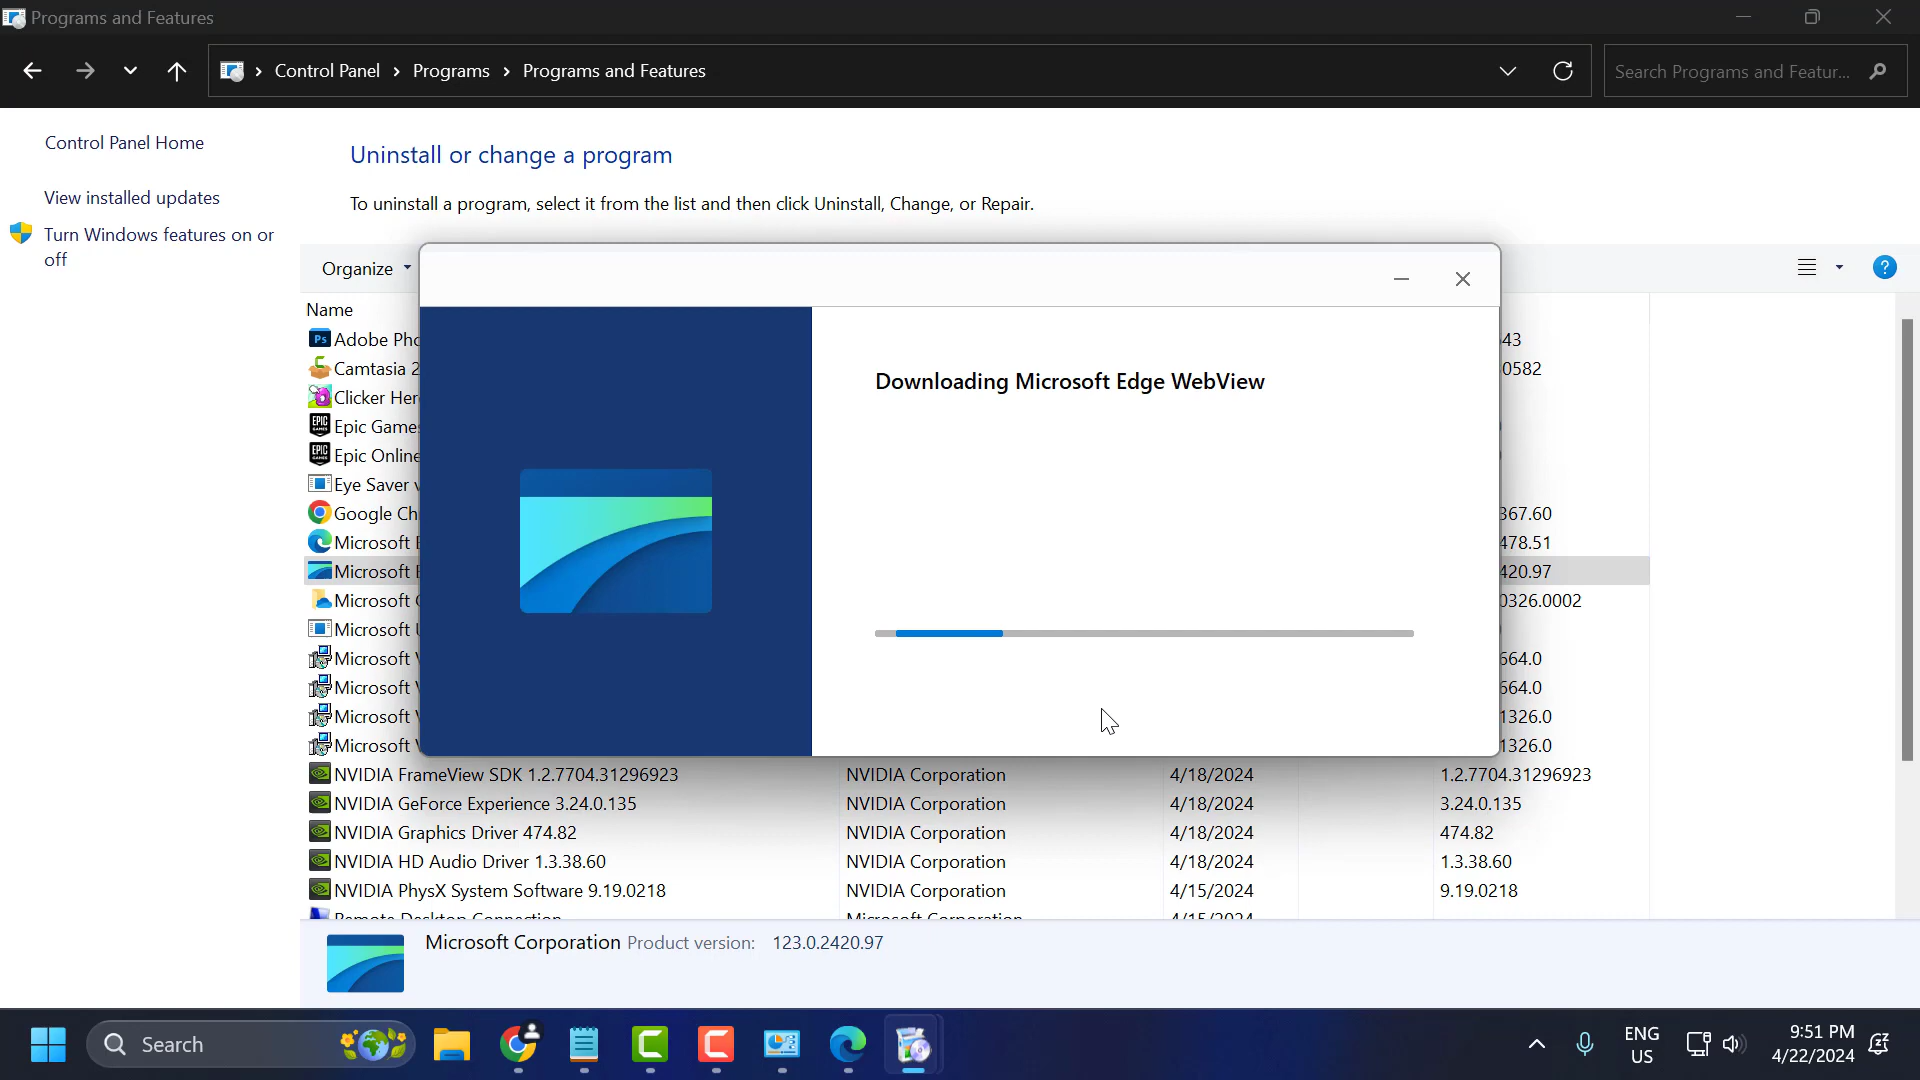 Programs and Features
Control Panel › Programs › Programs and Features
Search Programs and Featur...
Control Panel Home
View installed updates
Turn Windows features on or
off
Uninstall or change a program
To uninstall a program, select it from the list and then click Uninstall, Change, or Repair.
Organize
Name
Ps Adobe Pho 43
Camtasia 2 0582
Clicker Her
EPIC GAMES Epic Game
EPIC GAMES Epic Online
Eye Saver v
Google Ch 367.60
Microsoft E 478.51
Microsoft E 420.97
Microsoft 0326.0002
Microsoft U
Microsoft V 664.0
Microsoft V 664.0
Microsoft V 1326.0
Microsoft V 1326.0
Downloading Microsoft Edge WebView
NVIDIA FrameView SDK 1.2.7704.31296923 NVIDIA Corporation 4/18/2024 1.2.7704.31296923
NVIDIA GeForce Experience 3.24.0.135 NVIDIA Corporation 4/18/2024 3.24.0.135
NVIDIA Graphics Driver 474.82 NVIDIA Corporation 4/18/2024 474.82
NVIDIA HD Audio Driver 1.3.38.60 NVIDIA Corporation 4/18/2024 1.3.38.60
NVIDIA PhysX System Software 9.19.0218 NVIDIA Corporation 4/15/2024 9.19.0218
Remote Desktop Connection Microsoft Corporation 4/15/2024
Microsoft Corporation Product version: 123.0.2420.97
Search
ENG
US
9:51 PM
4/22/2024